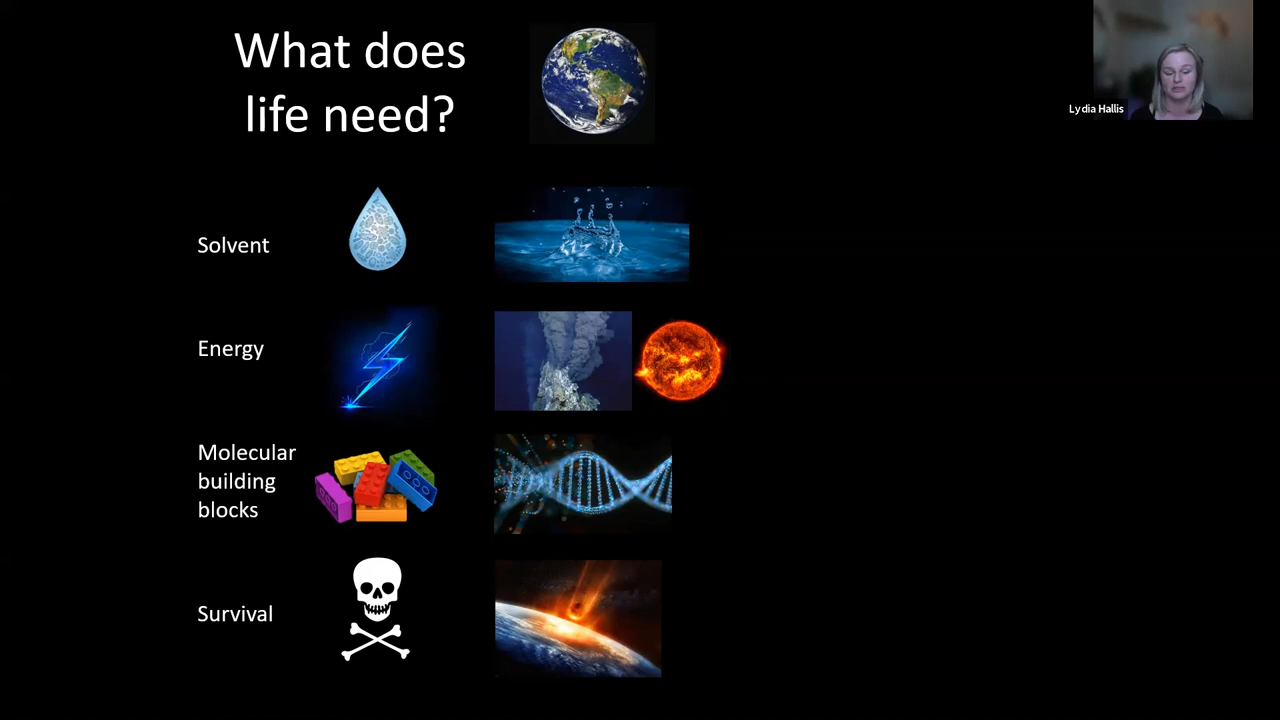 What does
life need?
Lydia Hallis
Solvent
Energy
Molecular
building
blocks
Survival